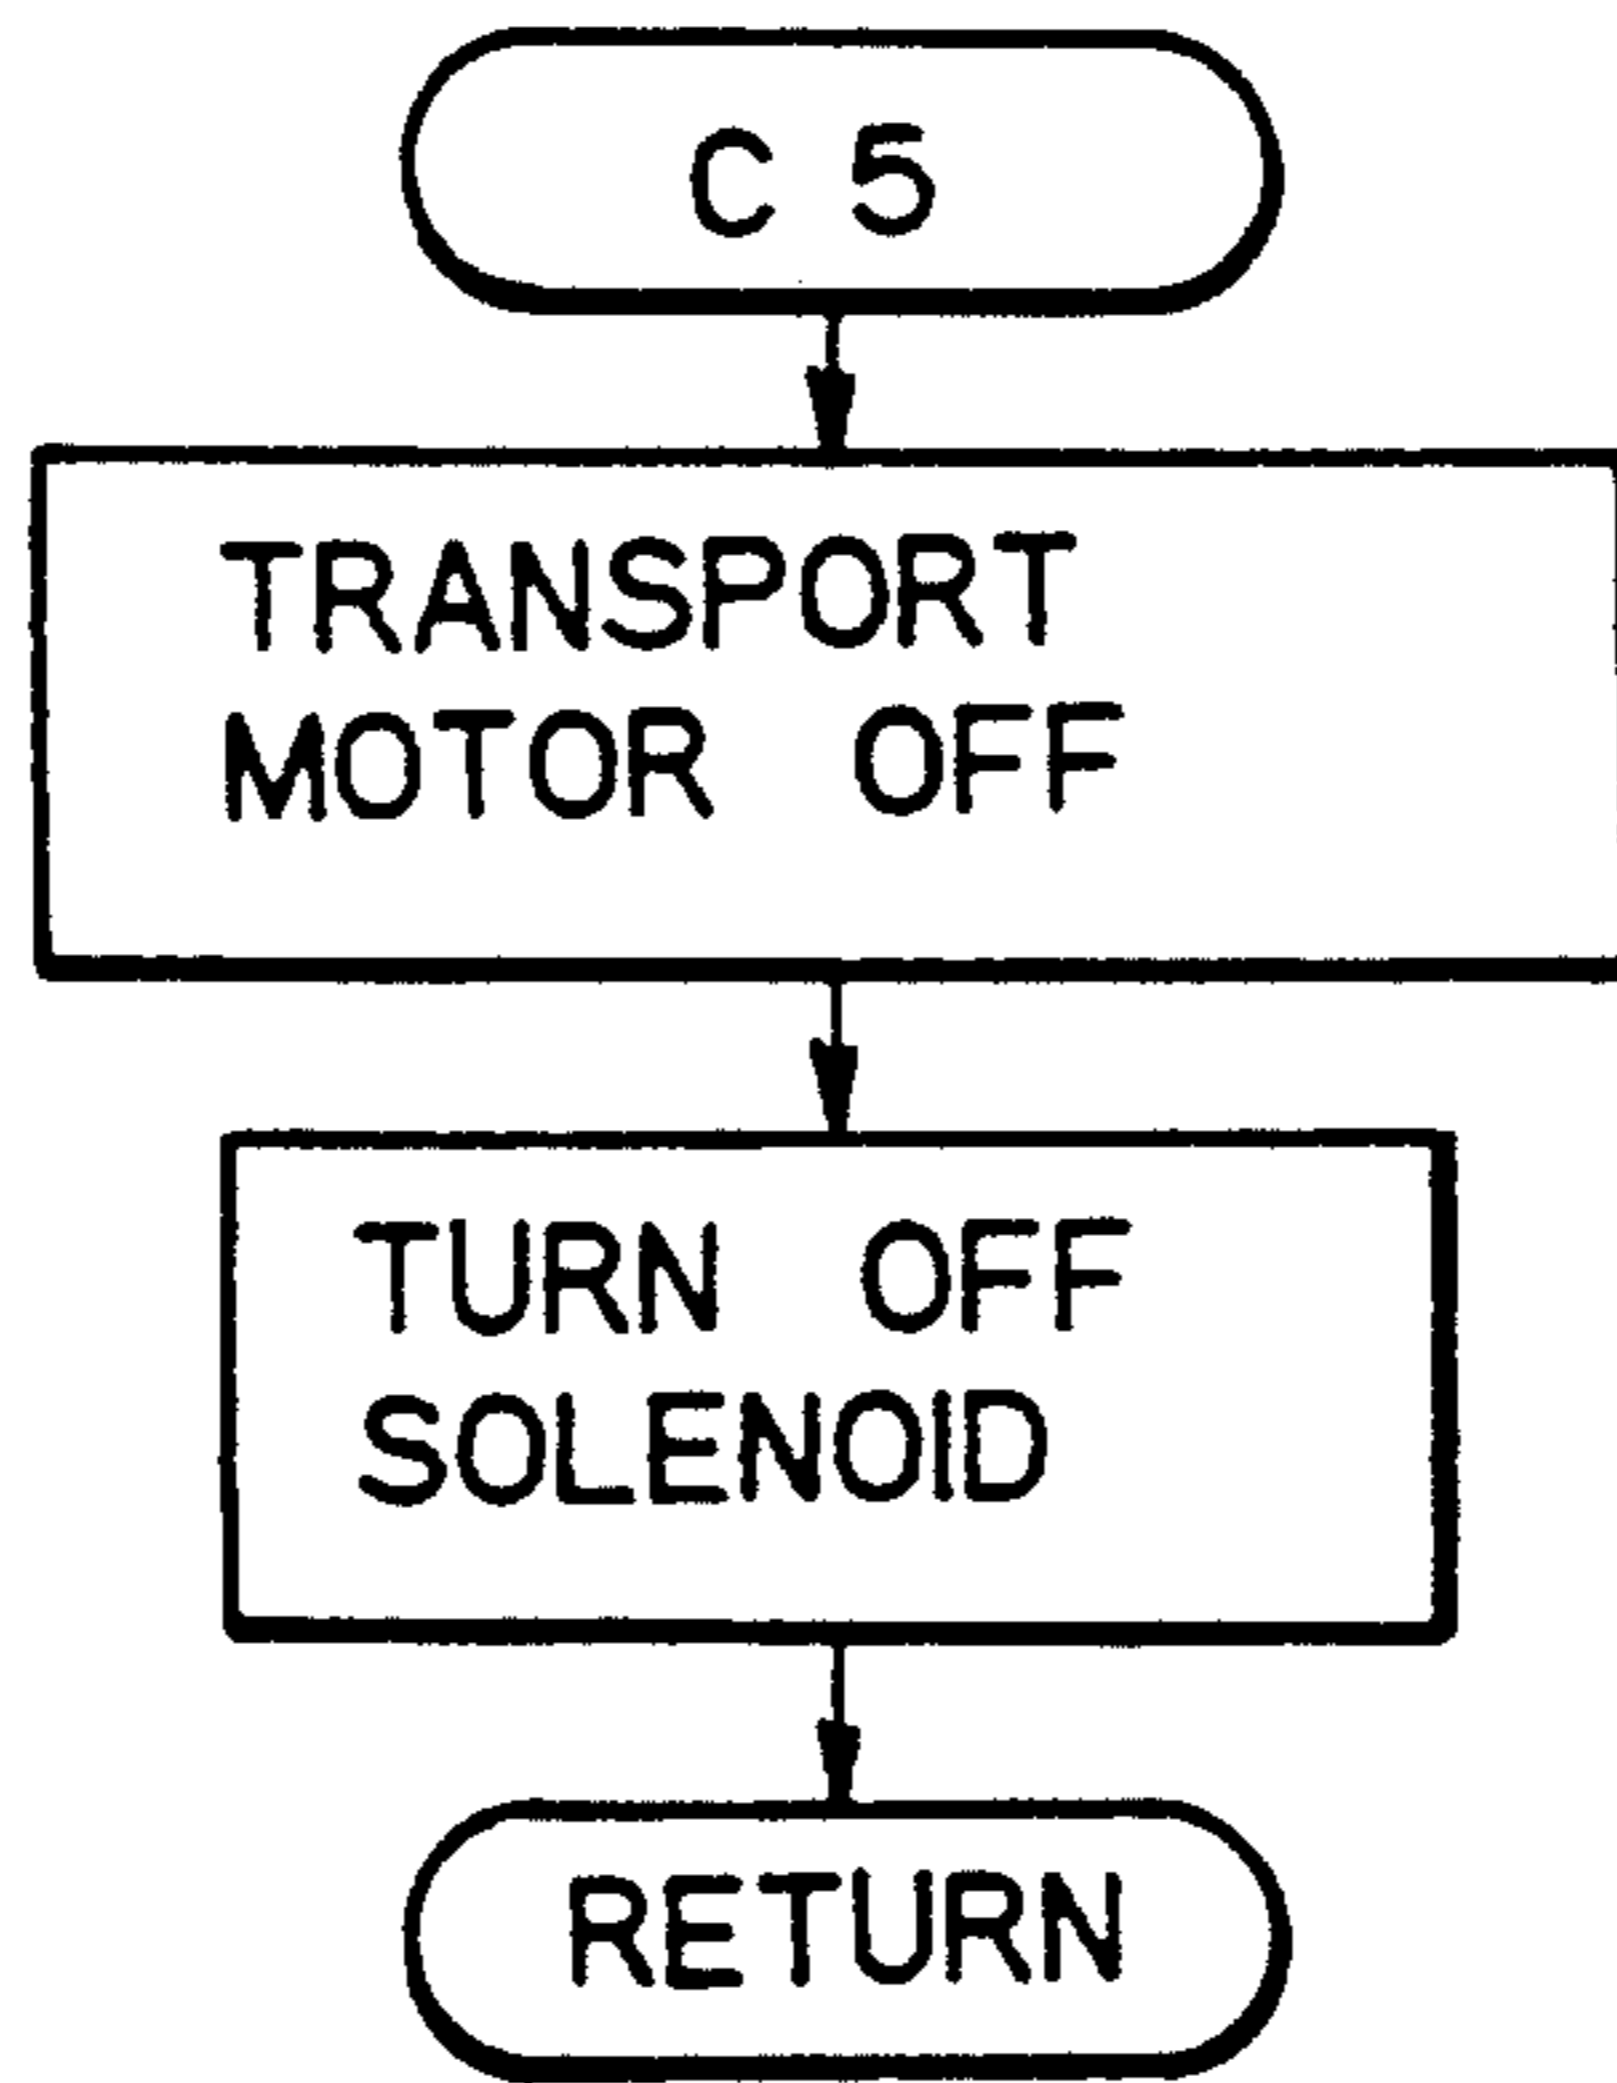 C 5
TRANSPORT
MOTOR OFF
TURN OFF
SOLENOID
RETURN